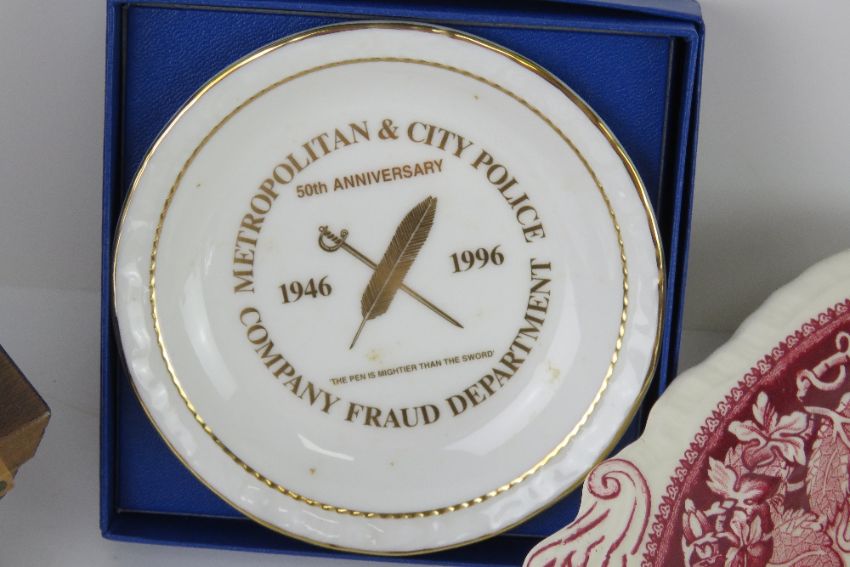 METROPOLITAN & CITY POLICE
50th ANNIVERSARY
1946 1996
'THE PEN IS MIGHTIER THAN THE SWORD'
COMPANY FRAUD DEPARTMENT